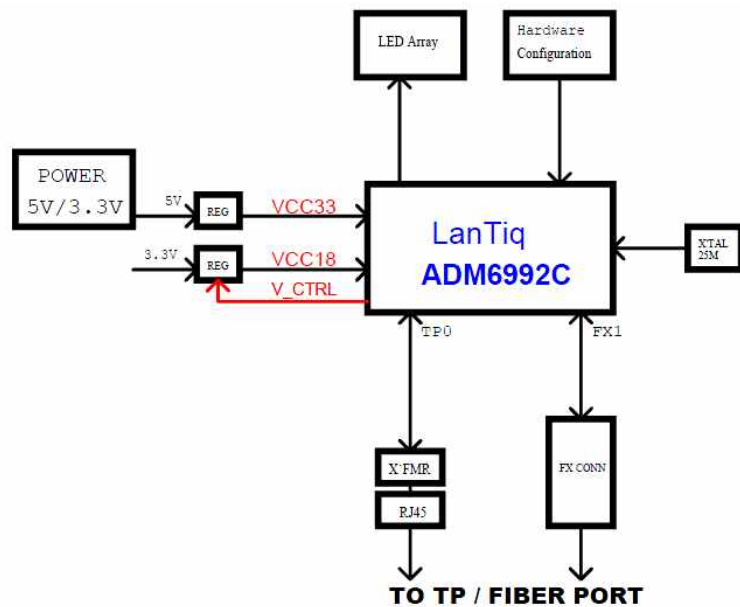 LED Array
Hardware
Configuration
POWER
5V/3.3V
5V
REG
VCC33
3.3V
REG
VCC18
V_CTRL
LanTiq
ADM6992C
X'TAL
25M
TP0
FX1
X'FMR
RJ45
FX CONN
TO TP / FIBER PORT